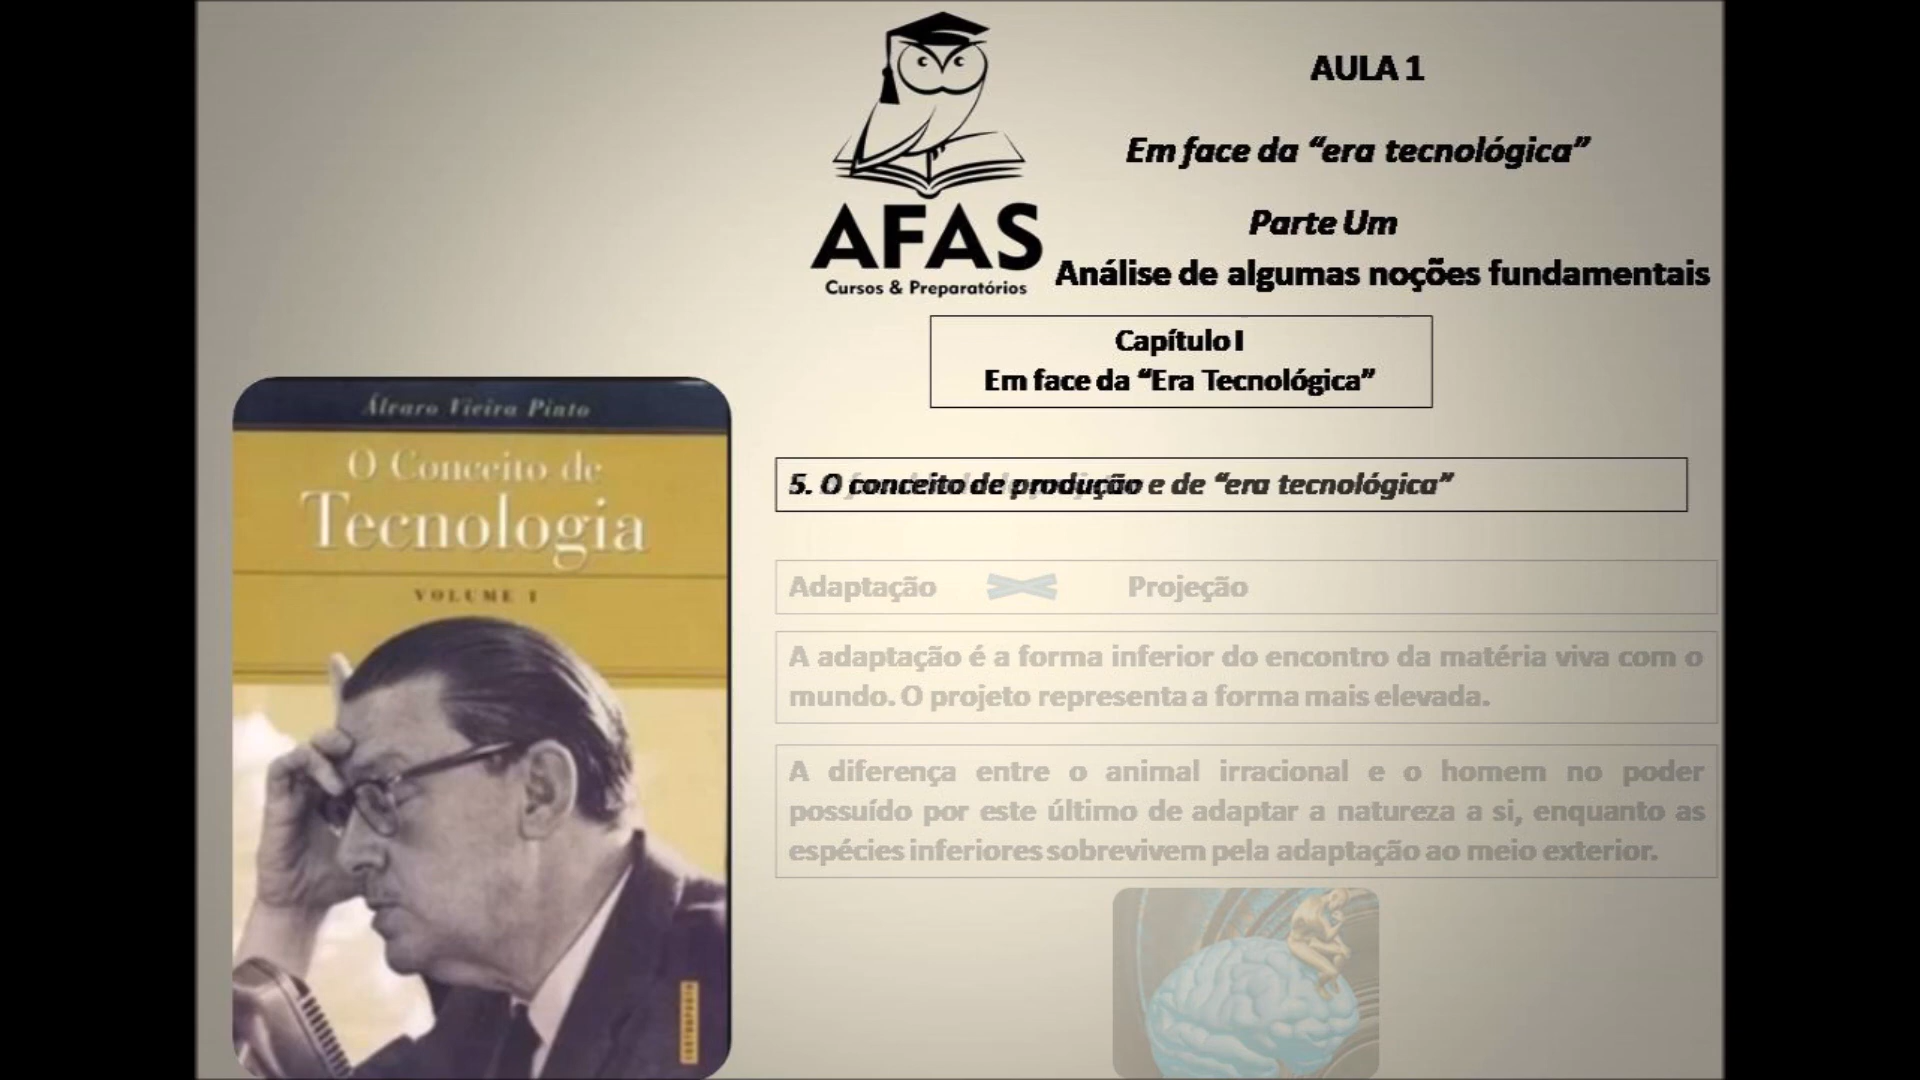 AULA 1
Em face da “era tecnológica”
Parte Um
Análise de algumas noções fundamentais
AFAS
Cursos & Preparatórios
Capítulo I
Em face da “Era Tecnológica”
Álvaro Vieira Pinto
O Conceito de
Tecnologia
VOLUME I
5. O conceito de produção e de “era tecnológica”
Adaptação Projeção
A adaptação é a forma inferior do encontro da matéria viva com o
mundo. O projeto representa a forma mais elevada.
A diferença entre o animal irracional e o homem no poder
possuído por este último de adaptar a natureza a si, enquanto as
espécies inferiores sobrevivem pela adaptação ao meio exterior.